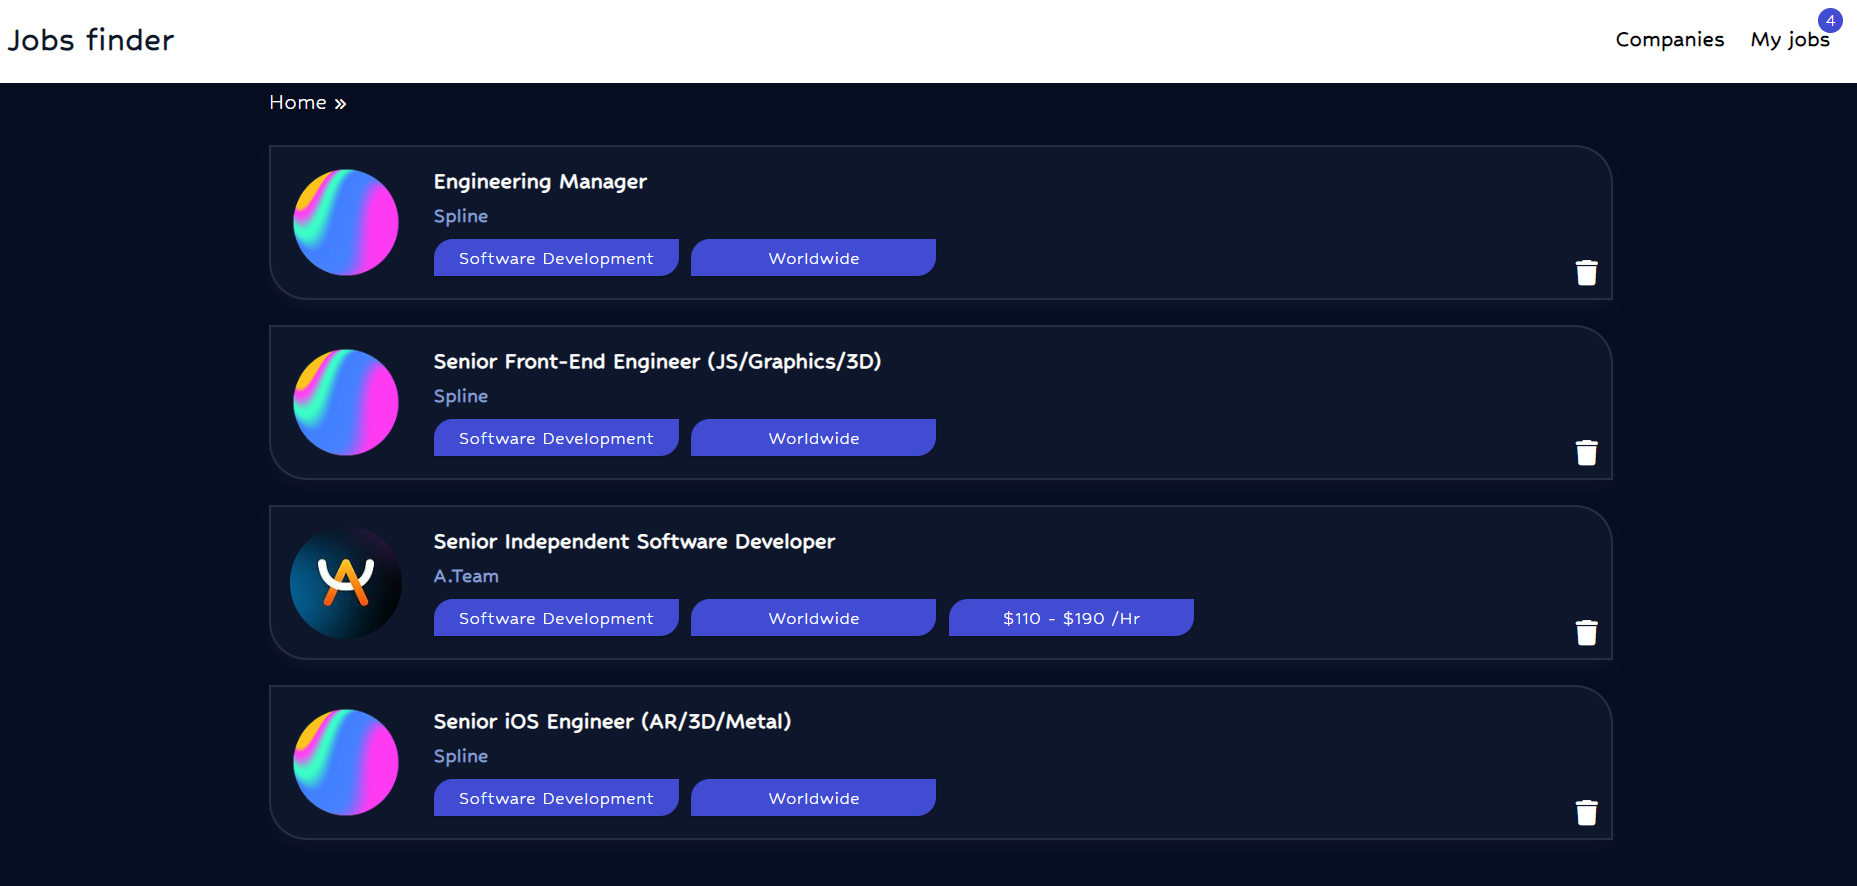 Jobs finder
Companies My jobs 4
Home »
Engineering Manager
Spline
Software Development Worldwide
Senior Front-End Engineer (JS/Graphics/3D)
Spline
Software Development Worldwide
Senior Independent Software Developer
A.Team
Software Development Worldwide $110 - $190 /Hr
Senior iOS Engineer (AR/3D/Metal)
Spline
Software Development Worldwide